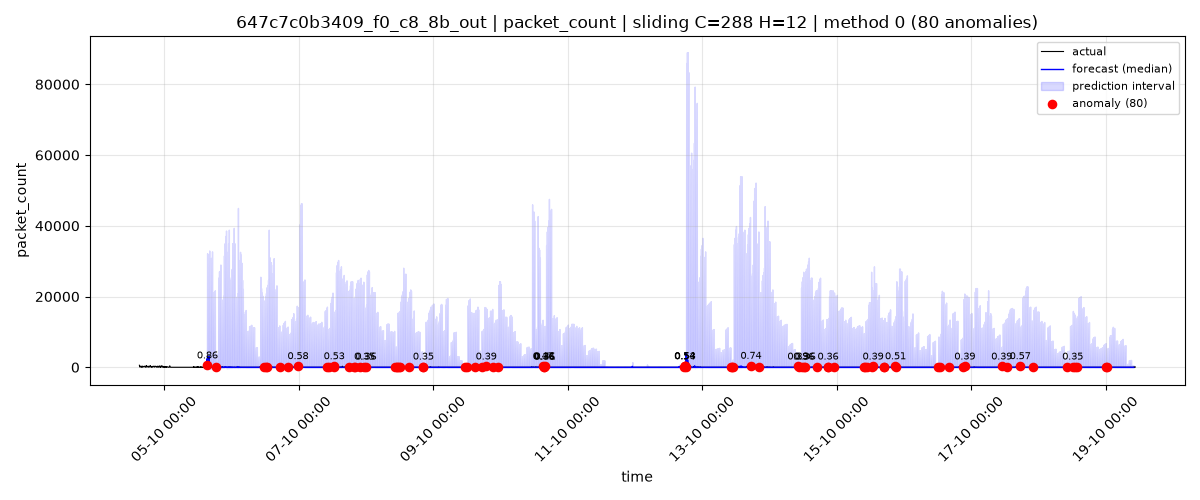 647c7c0b3409_f0_c8_8b_out | packet_count | sliding C=288 H=12 | method 0 (80 anomalies)
actual
forecast (median)
prediction interval
anomaly (80)
packet_count
80000
60000
40000
20000
0
0.86 0.58 0.53 0.35 0.35 0.39 0.74 0.36 0.39 0.51 0.39 0.39 0.57 0.35
05-10 00:00 07-10 00:00 09-10 00:00 11-10 00:00 13-10 00:00 15-10 00:00 17-10 00:00 19-10 00:00
time